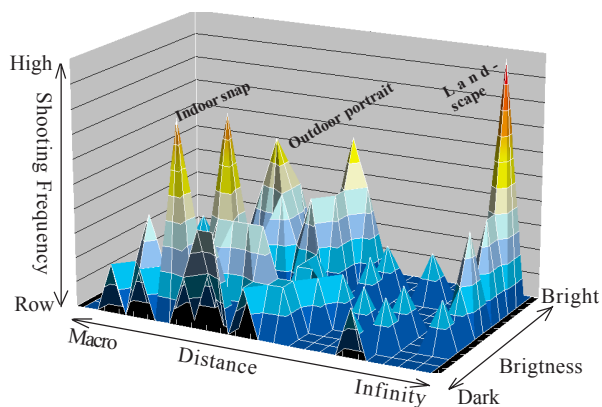 High
Shooting Frequency
Row
Indoor snap
Outdoor portrait
Land-
scape
Macro
Distance
Infinity
Bright
Brigtness
Dark